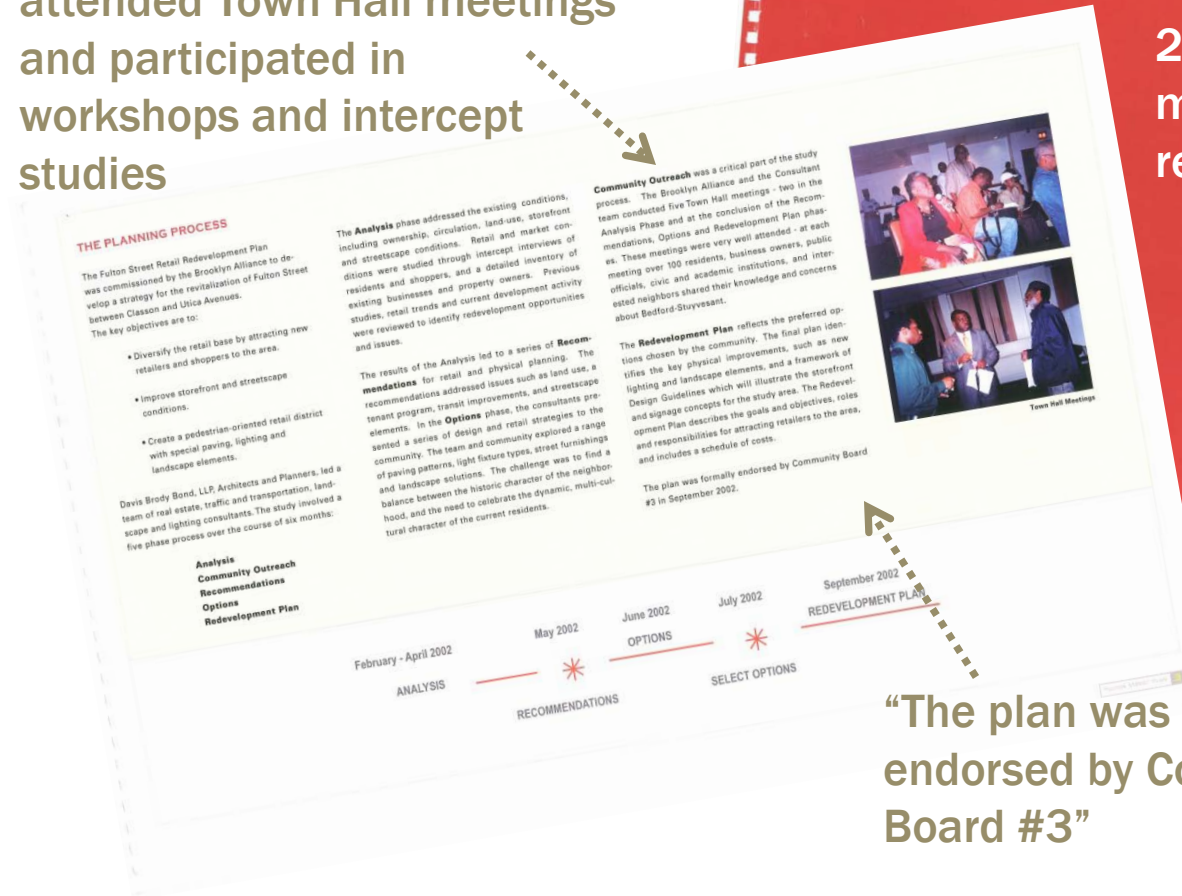 attended Town Hall meetings
and participated in
workshops and intercept
studies
2
m
re
THE PLANNING PROCESS
The Fulton Street Retail Redevelopment Plan
was commissioned by the Brooklyn Alliance to de-
velop a strategy for the revitalization of Fulton Street
between Classon and Utica Avenues.
The key objectives are to:
• Diversify the retail base by attracting new
retailers and shoppers to the area.
• Improve storefront and streetscape
conditions.
• Create a pedestrian-oriented retail district
with special paving, lighting and
landscape elements.
Davis Brody Bond, LLP, Architects and Planners, led a
team of real estate, traffic and transportation, land-
scape and lighting consultants. The study involved a
five phase process over the course of six months:
Analysis
Community Outreach
Recommendations
Options
Redevelopment Plan
The Analysis phase addressed the existing conditions,
including ownership, circulation, land-use, storefront
and streetscape conditions. Retail and market con-
ditions were studied through intercept interviews of
residents and shoppers, and a detailed inventory of
existing businesses and property owners. Previous
studies, retail trends and current development activity
were reviewed to identify redevelopment opportunities
and issues.
The results of the Analysis led to a series of Recom-
mendations for retail and physical planning. The
recommendations addressed issues such as land use, a
tenant program, transit improvements, and streetscape
elements. In the Options phase, the consultants pre-
sented a series of design and retail strategies to the
community. The team and community explored a range
of paving patterns, light fixture types, street furnishings
and landscape solutions. The challenge was to find a
balance between the historic character of the neighbor-
hood, and the need to celebrate the dynamic, multi-cul-
tural character of the current residents.
Community Outreach was a critical part of the study
process. The Brooklyn Alliance and the Consultant
team conducted five Town Hall meetings - two in the
Analysis Phase and at the conclusion of the Recom-
mendations, Options and Redevelopment Plan phas-
es. These meetings were very well attended - at each
meeting over 100 residents, business owners, public
officials, civic and academic institutions, and inter-
ested neighbors shared their knowledge and concerns
about Bedford-Stuyvesant.
The Redevelopment Plan reflects the preferred op-
tions chosen by the community. The final plan iden-
tifies the key physical improvements, such as new
lighting and landscape elements, and a framework of
Design Guidelines which will illustrate the storefront
and signage concepts for the study area. The Redevel-
opment Plan describes the goals and objectives, roles
and responsibilities for attracting retailers to the area,
and includes a schedule of costs.
The plan was formally endorsed by Community Board
#3 in September 2002.
Town Hall Meetings
February - April 2002
ANALYSIS
May 2002
RECOMMENDATIONS
June 2002
OPTIONS
July 2002
SELECT OPTIONS
September 2002
REDEVELOPMENT PLAN
“The plan was
endorsed by Co
Board #3”